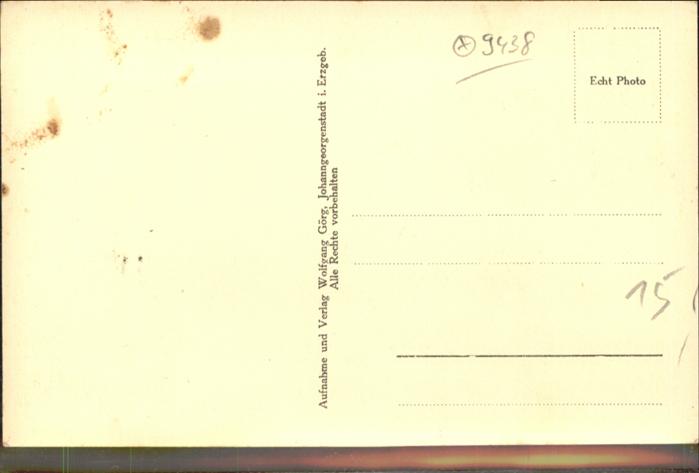 Aufnahme und Verlag Wolfgang Görg, Johanngeorgenstadt i. Erzgeb.
Alle Rechte vorbehalten
9438
Echt Photo
15